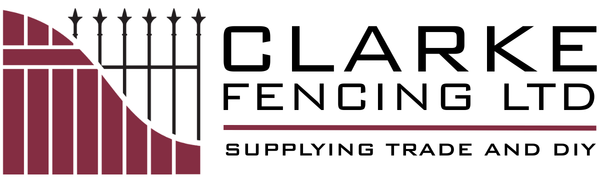 CLARKE
FENCING LTD
SUPPLYING TRADE AND DIY